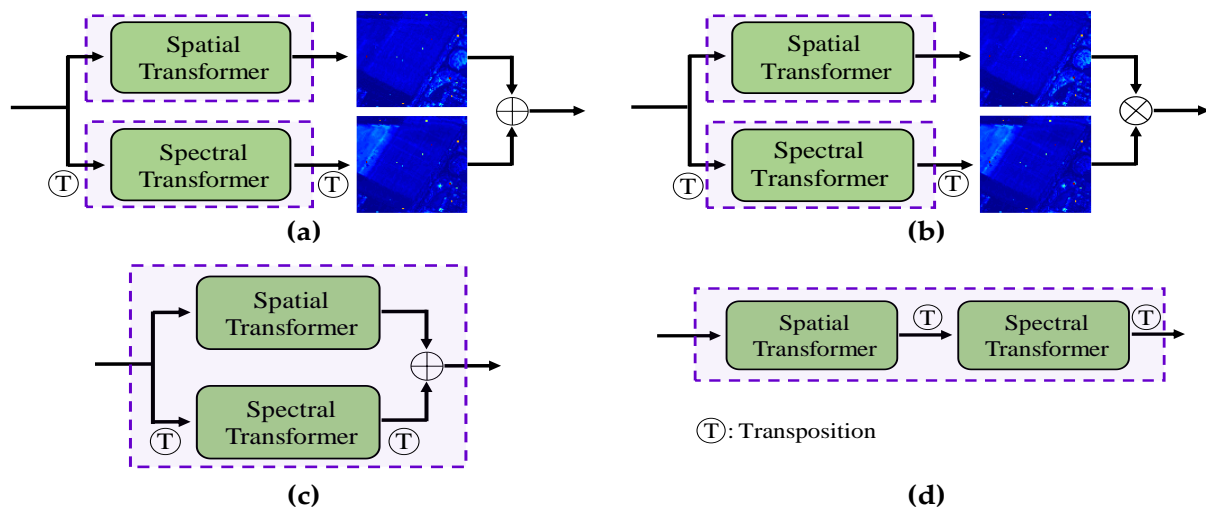 Spatial
Transformer
Spectral
Transformer
T
T
(a)
Spatial
Transformer
Spectral
Transformer
T
T
(b)
Spatial
Transformer
Spectral
Transformer
T
T
(c)
Spatial
Transformer
T
Spectral
Transformer
T
T: Transposition
(d)